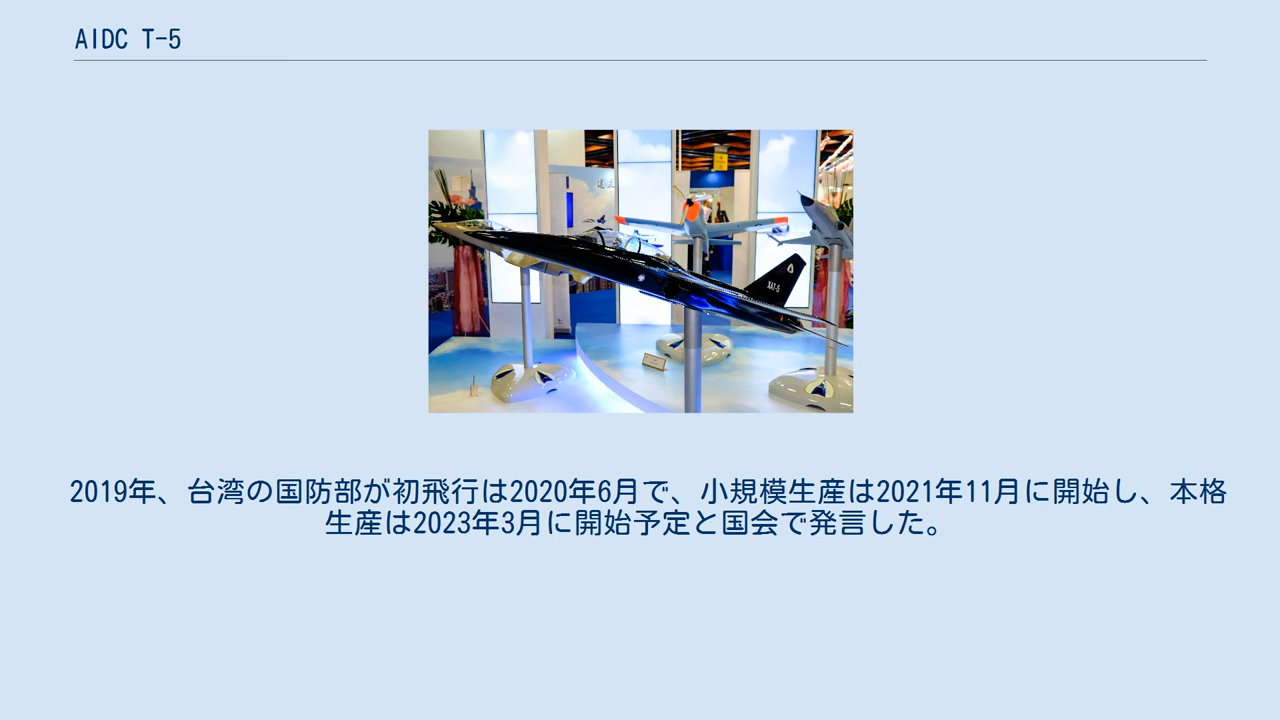 AIDC T-5
XAT-5
2019年、台湾の国防部が初飛行は2020年6月で、小規模生産は2021年11月に開始し、本格
生産は2023年3月に開始予定と国会で発言した。